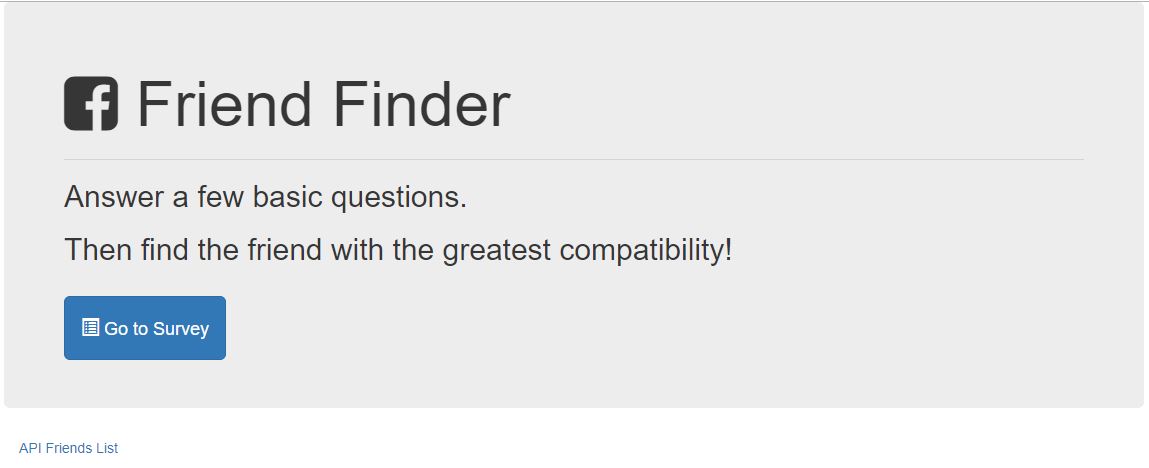 Friend Finder
Answer a few basic questions.
Then find the friend with the greatest compatibility!
Go to Survey
API Friends List